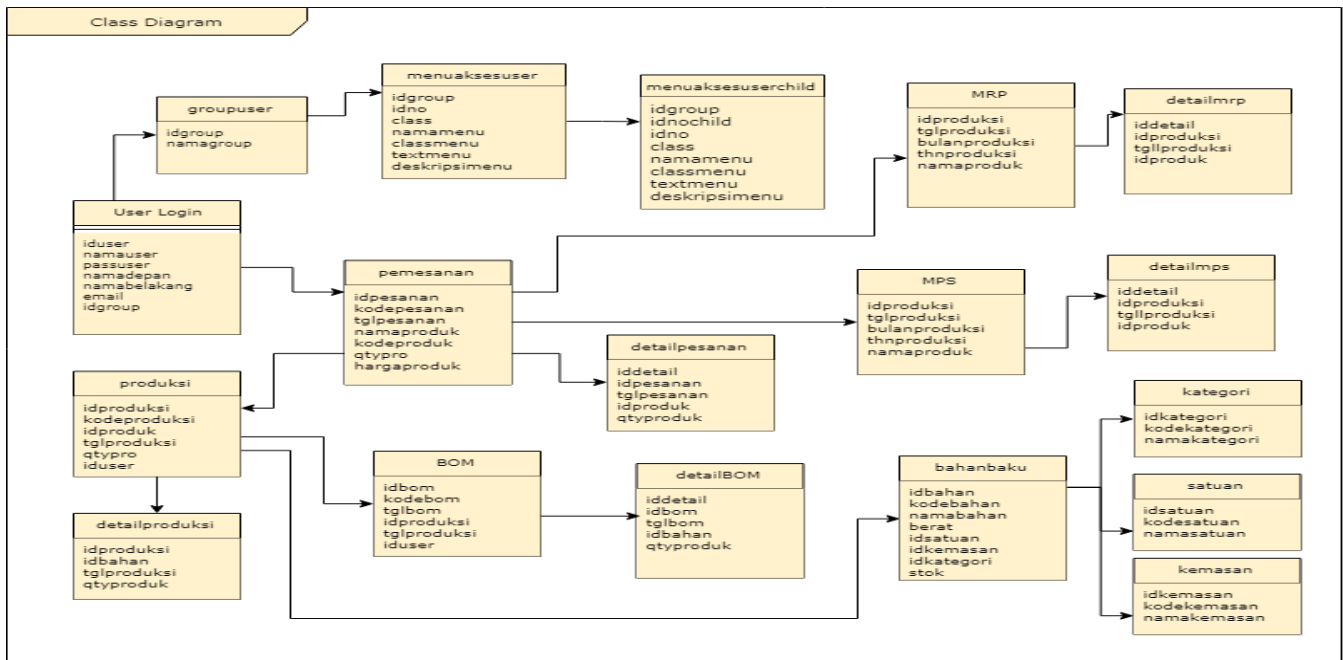 Class Diagram
groupuser
idgroup
namagroup
menuaksesuser
idgroup
idno
class
namamenu
classmenu
textmenu
deskripsimenu
menuaksesuserchild
idgroup
idnochild
idno
class
namamenu
classmenu
textmenu
deskripsimenu
MRP
idproduksi
tglproduksi
bulanproduksi
thnproduksi
namaproduk
detailmrp
iddetail
idproduksi
tgllproduksi
idproduk
User Login
iduser
namauser
passuser
namadepan
namabelakang
email
idgroup
pemesanan
idpesanan
kodepesanan
tglpesanan
namaproduk
kodeproduk
qtypro
hargaproduk
MPS
idproduksi
tglproduksi
bulanproduksi
thnproduksi
namaproduk
detailmps
iddetail
idproduksi
tgllproduksi
idproduk
detailpesanan
iddetail
idpesanan
tglpesanan
idproduk
qtyproduk
produksi
idproduksi
kodeproduksi
idproduk
tglproduksi
qtypro
iduser
kategori
idkategori
kodekategori
namakategori
BOM
idbom
kodebom
tglbom
idproduksi
tglproduksi
iduser
detailBOM
iddetail
idbom
tglbom
idbahan
qtyproduk
bahanbaku
idbahan
kodebahan
namabahan
berat
idsatuan
idkemasan
idkategori
stok
satuan
idsatuan
kodesatuan
namasatuan
detailproduksi
idproduksi
idbahan
tglproduksi
qtyproduk
kemasan
idkemasan
kodekemasan
namakemasan